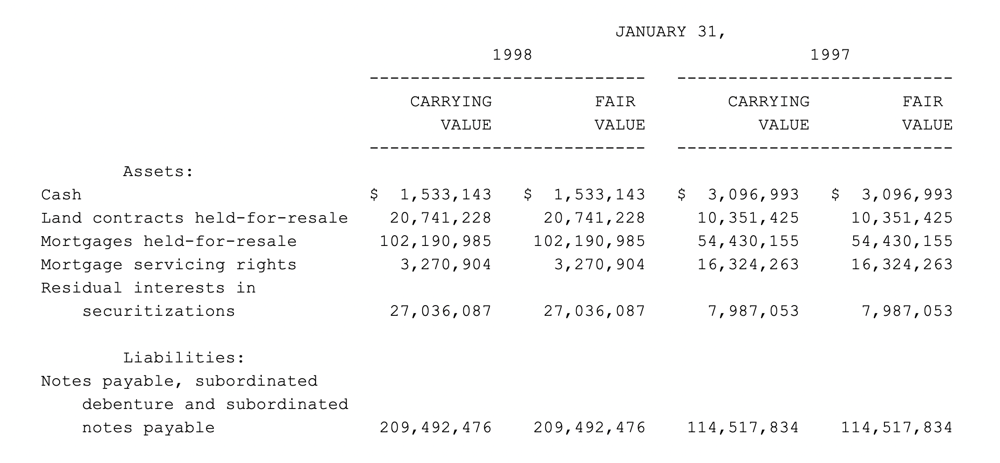 JANUARY 31,
1998 1997
--------------------------- ---------------------------
CARRYING FAIR CARRYING FAIR
VALUE VALUE VALUE VALUE
--------------------------- ---------------------------
Assets:
Cash $ 1,533,143 $ 1,533,143 $ 3,096,993 $ 3,096,993
Land contracts held-for-resale 20,741,228 20,741,228 10,351,425 10,351,425
Mortgages held-for-resale 102,190,985 102,190,985 54,430,155 54,430,155
Mortgage servicing rights 3,270,904 3,270,904 16,324,263 16,324,263
Residual interests in
securitizations 27,036,087 27,036,087 7,987,053 7,987,053
Liabilities:
Notes payable, subordinated
debenture and subordinated
notes payable 209,492,476 209,492,476 114,517,834 114,517,834